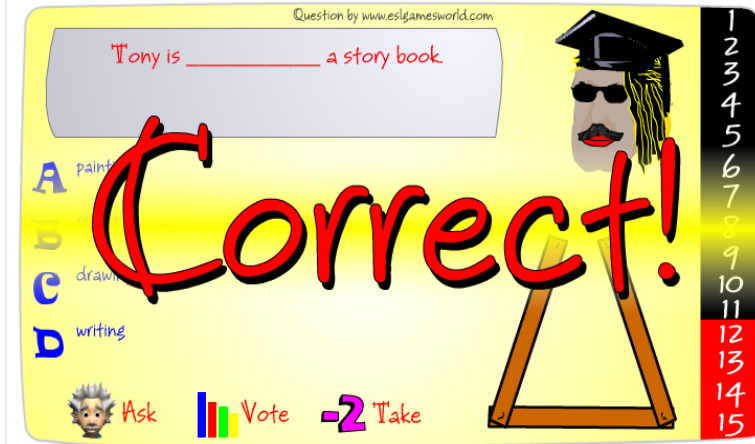 Question by www.eslgamesworld.com
Tony is ______________ a story book.
Correct!
A
B
C
D writing
Ask
Vote
-2 Take
1
2
3
4
5
6
7
8
9
10
11
12
13
14
15